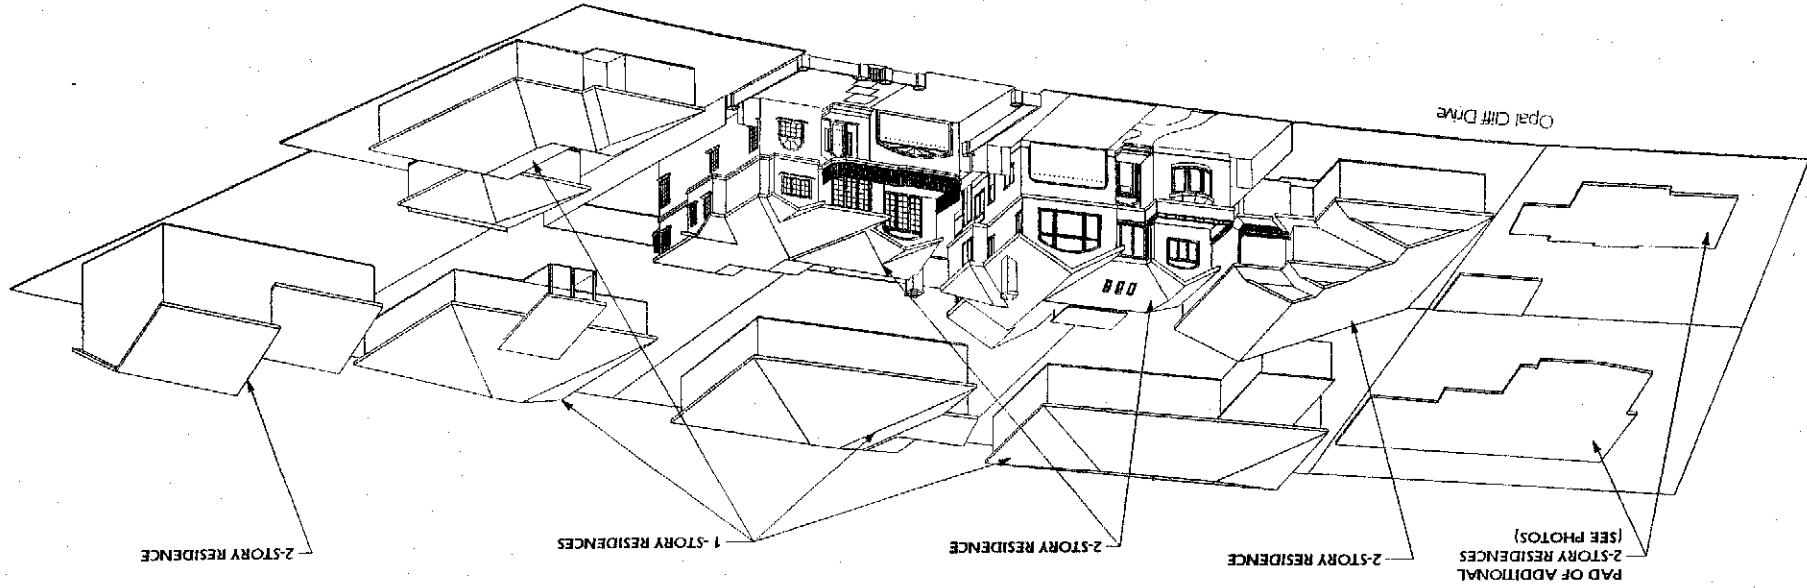 PAD OF ADDITIONAL
2-STORY RESIDENCES
(SEE PHOTOS)
2-STORY RESIDENCE
2-STORY RESIDENCE
1-STORY RESIDENCES
2-STORY RESIDENCE
Opal Cliff Drive